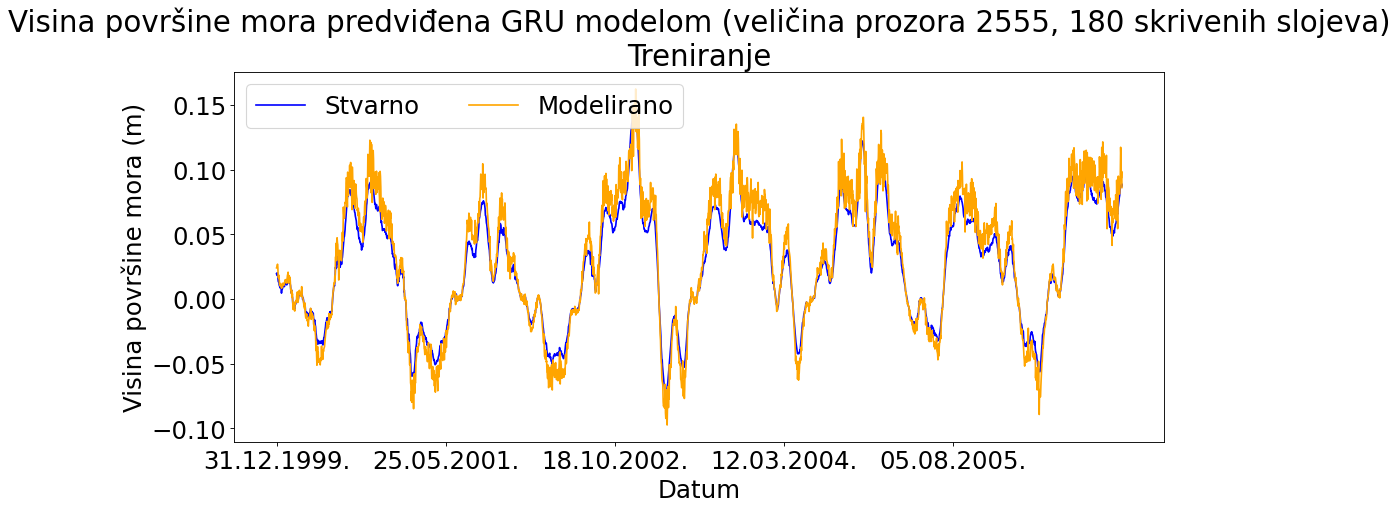 Visina površine mora predviđena GRU modelom (veličina prozora 2555, 180 skrivenih slojeva)
Treniranje
Stvarno Modelirano
Visina površine mora (m)
0.15
0.10
0.05
0.00
−0.05
−0.10
31.12.1999. 25.05.2001. 18.10.2002. 12.03.2004. 05.08.2005.
Datum